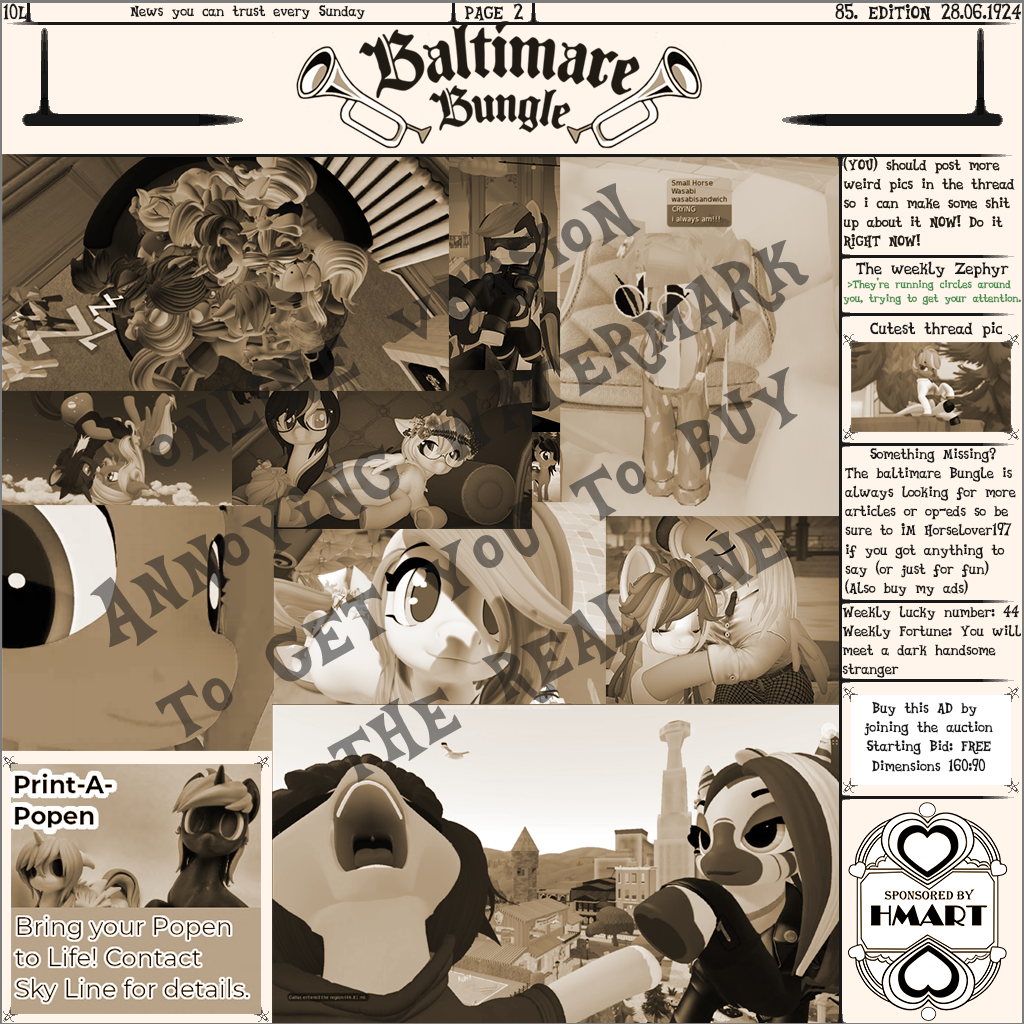 10L
News you can trust every Sunday
PAGE 2
85. EDITION 28.06.1924
Baltimare
Bungle
Small Horse
Wasabi
wasabisandwich
CRYING
i always am!!!
ONLINE VERSION
ANNOYING WATERMARK
TO GET YOU TO BUY
THE REAL ONE
(YOU) should post more
weird pics in the thread
so i can make some shit
up about it NOW! Do it
RIGHT NOW!
The weekly Zephyr
>They're running circles around
you, trying to get your attention.
Cutest thread pic
Something Missing?
The baltimare Bungle is
always looking for more
articles or op-eds so be
sure to IM Horselover197
if you got anything to
say (or just for fun)
(Also buy my ads)
Weekly Lucky number: 44
Weekly Fortune: You will
meet a dark handsome
stranger
Buy this AD by
joining the auction
Starting Bid: FREE
Dimensions 160:90
SPONSORED BY
HMART
Print-A-
Popen
Bring your Popen
to Life! Contact
Sky Line for details.